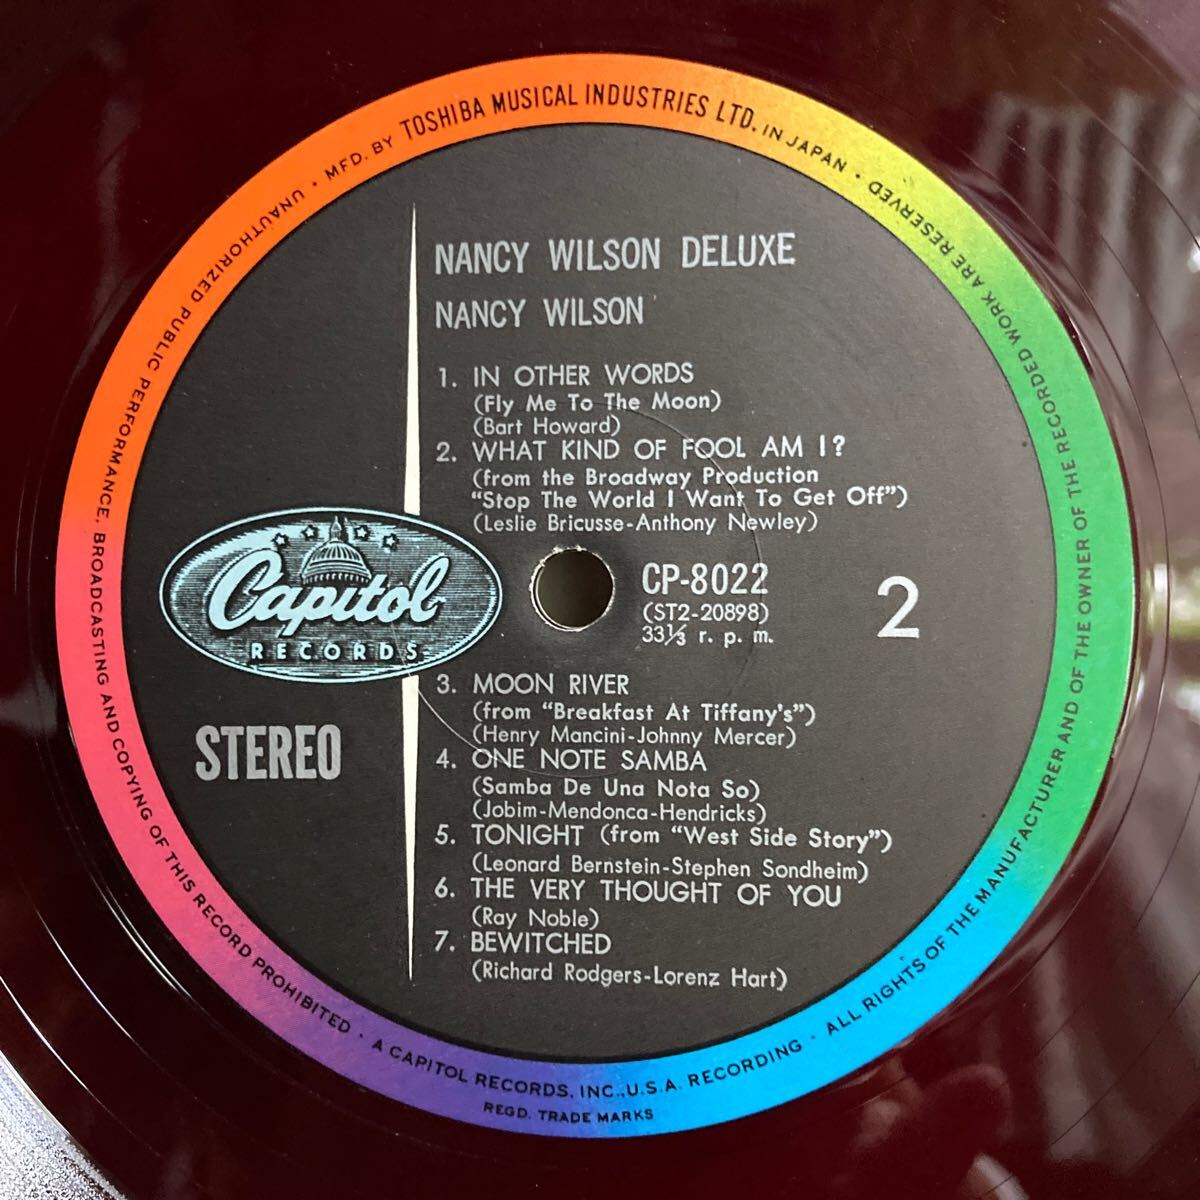 MFD. BY TOSHIBA MUSICAL INDUSTRIES LTD. IN JAPAN · ALL RIGHTS OF THE MANUFACTURER AND OF THE OWNER OF THE RECORDED WORK ARE RESERVED
UNAUTHORIZED PUBLIC PERFORMANCE, BROADCASTING AND COPYING OF THIS RECORD PROHIBITED · A CAPITOL RECORDS, INC., U.S.A. RECORDING ·
REGD. TRADE MARKS
NANCY WILSON DELUXE
NANCY WILSON
1. IN OTHER WORDS
(Fly Me To The Moon)
(Bart Howard)
2. WHAT KIND OF FOOL AM I?
(from the Broadway Production
“Stop The World I Want To Get Off”)
(Leslie Bricusse-Anthony Newley)
Capitol
RECORDS
CP-8022
(ST2-20898)
33⅓ r. p. m.
2
STEREO
3. MOON RIVER
(from “Breakfast At Tiffany's”)
(Henry Mancini-Johnny Mercer)
4. ONE NOTE SAMBA
(Samba De Una Nota So)
(Jobim-Mendonca-Hendricks)
5. TONIGHT (from “West Side Story”)
(Leonard Bernstein-Stephen Sondheim)
6. THE VERY THOUGHT OF YOU
(Ray Noble)
7. BEWITCHED
(Richard Rodgers-Lorenz Hart)